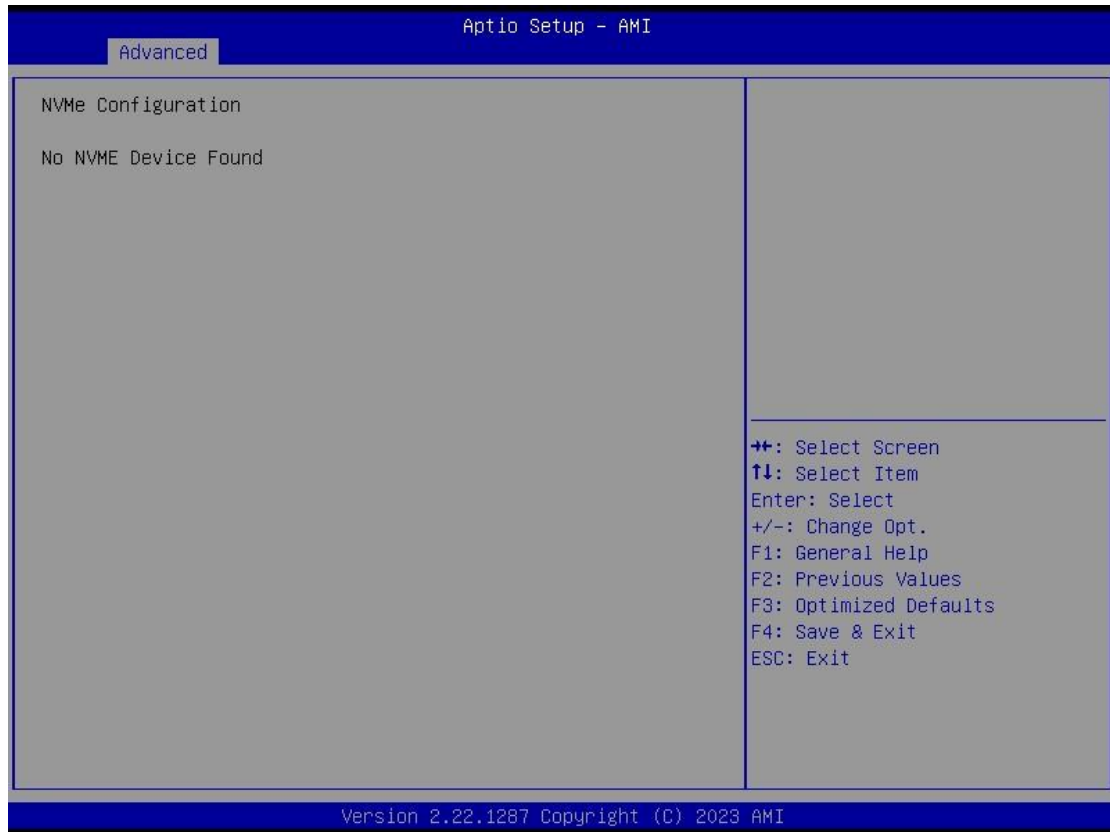 Aptio Setup – AMI
Advanced
NVMe Configuration
No NVME Device Found
→←: Select Screen
↑↓: Select Item
Enter: Select
+/-: Change Opt.
F1: General Help
F2: Previous Values
F3: Optimized Defaults
F4: Save & Exit
ESC: Exit
Version 2.22.1287 Copyright (C) 2023 AMI